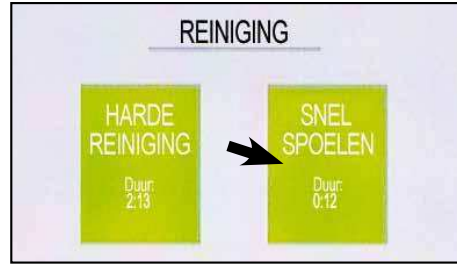 REINIGING
HARDE
REINIGING
Duur:
2:13
SNEL
SPOELEN
Duur:
0:12